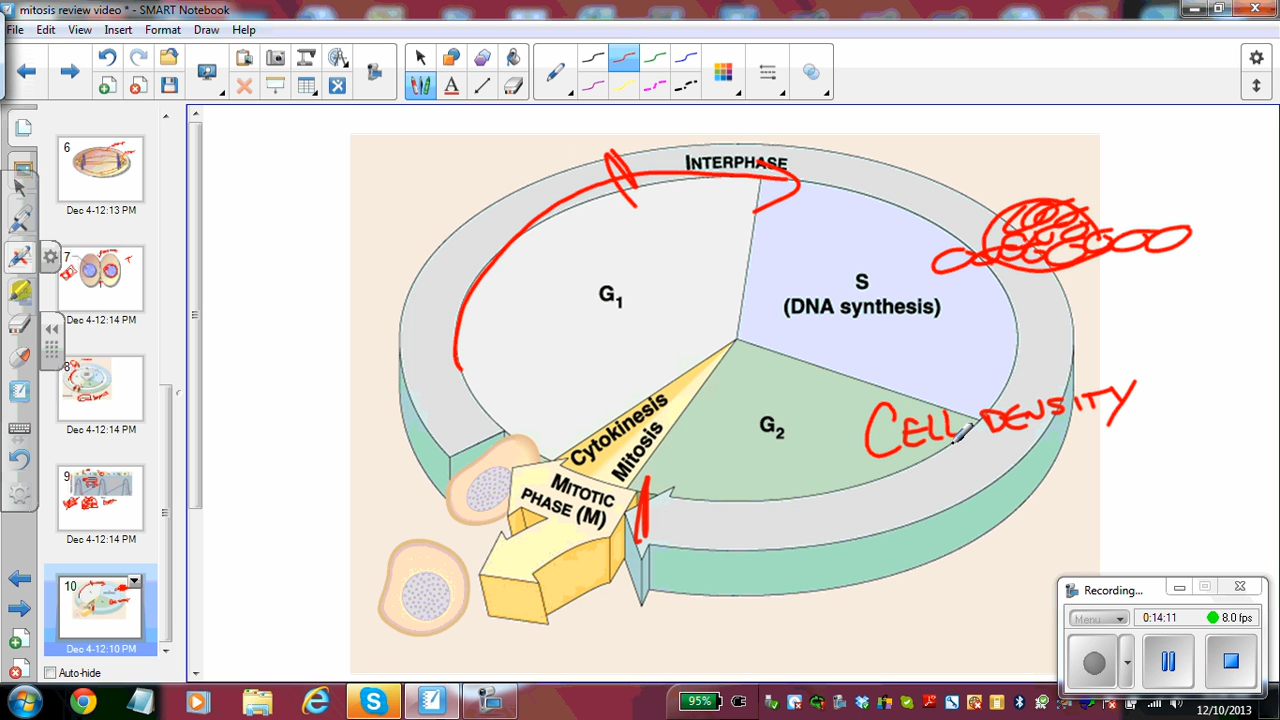 mitosis review video * - SMART Notebook
File Edit View Insert Format Draw Help
6
Dec 4-12:13 PM
7
Dec 4-12:14 PM
8
Dec 4-12:14 PM
9
Dec 4-12:14 PM
10
Dec 4-12:10 PM
Auto-hide
INTERPHASE
G1
S
(DNA synthesis)
G2
CELL DENSITY
Cytokinesis
Mitosis
MITOTIC
PHASE (M)
Recording...
Menu
0:14:11
8.0 fps
95%
12/10/2013